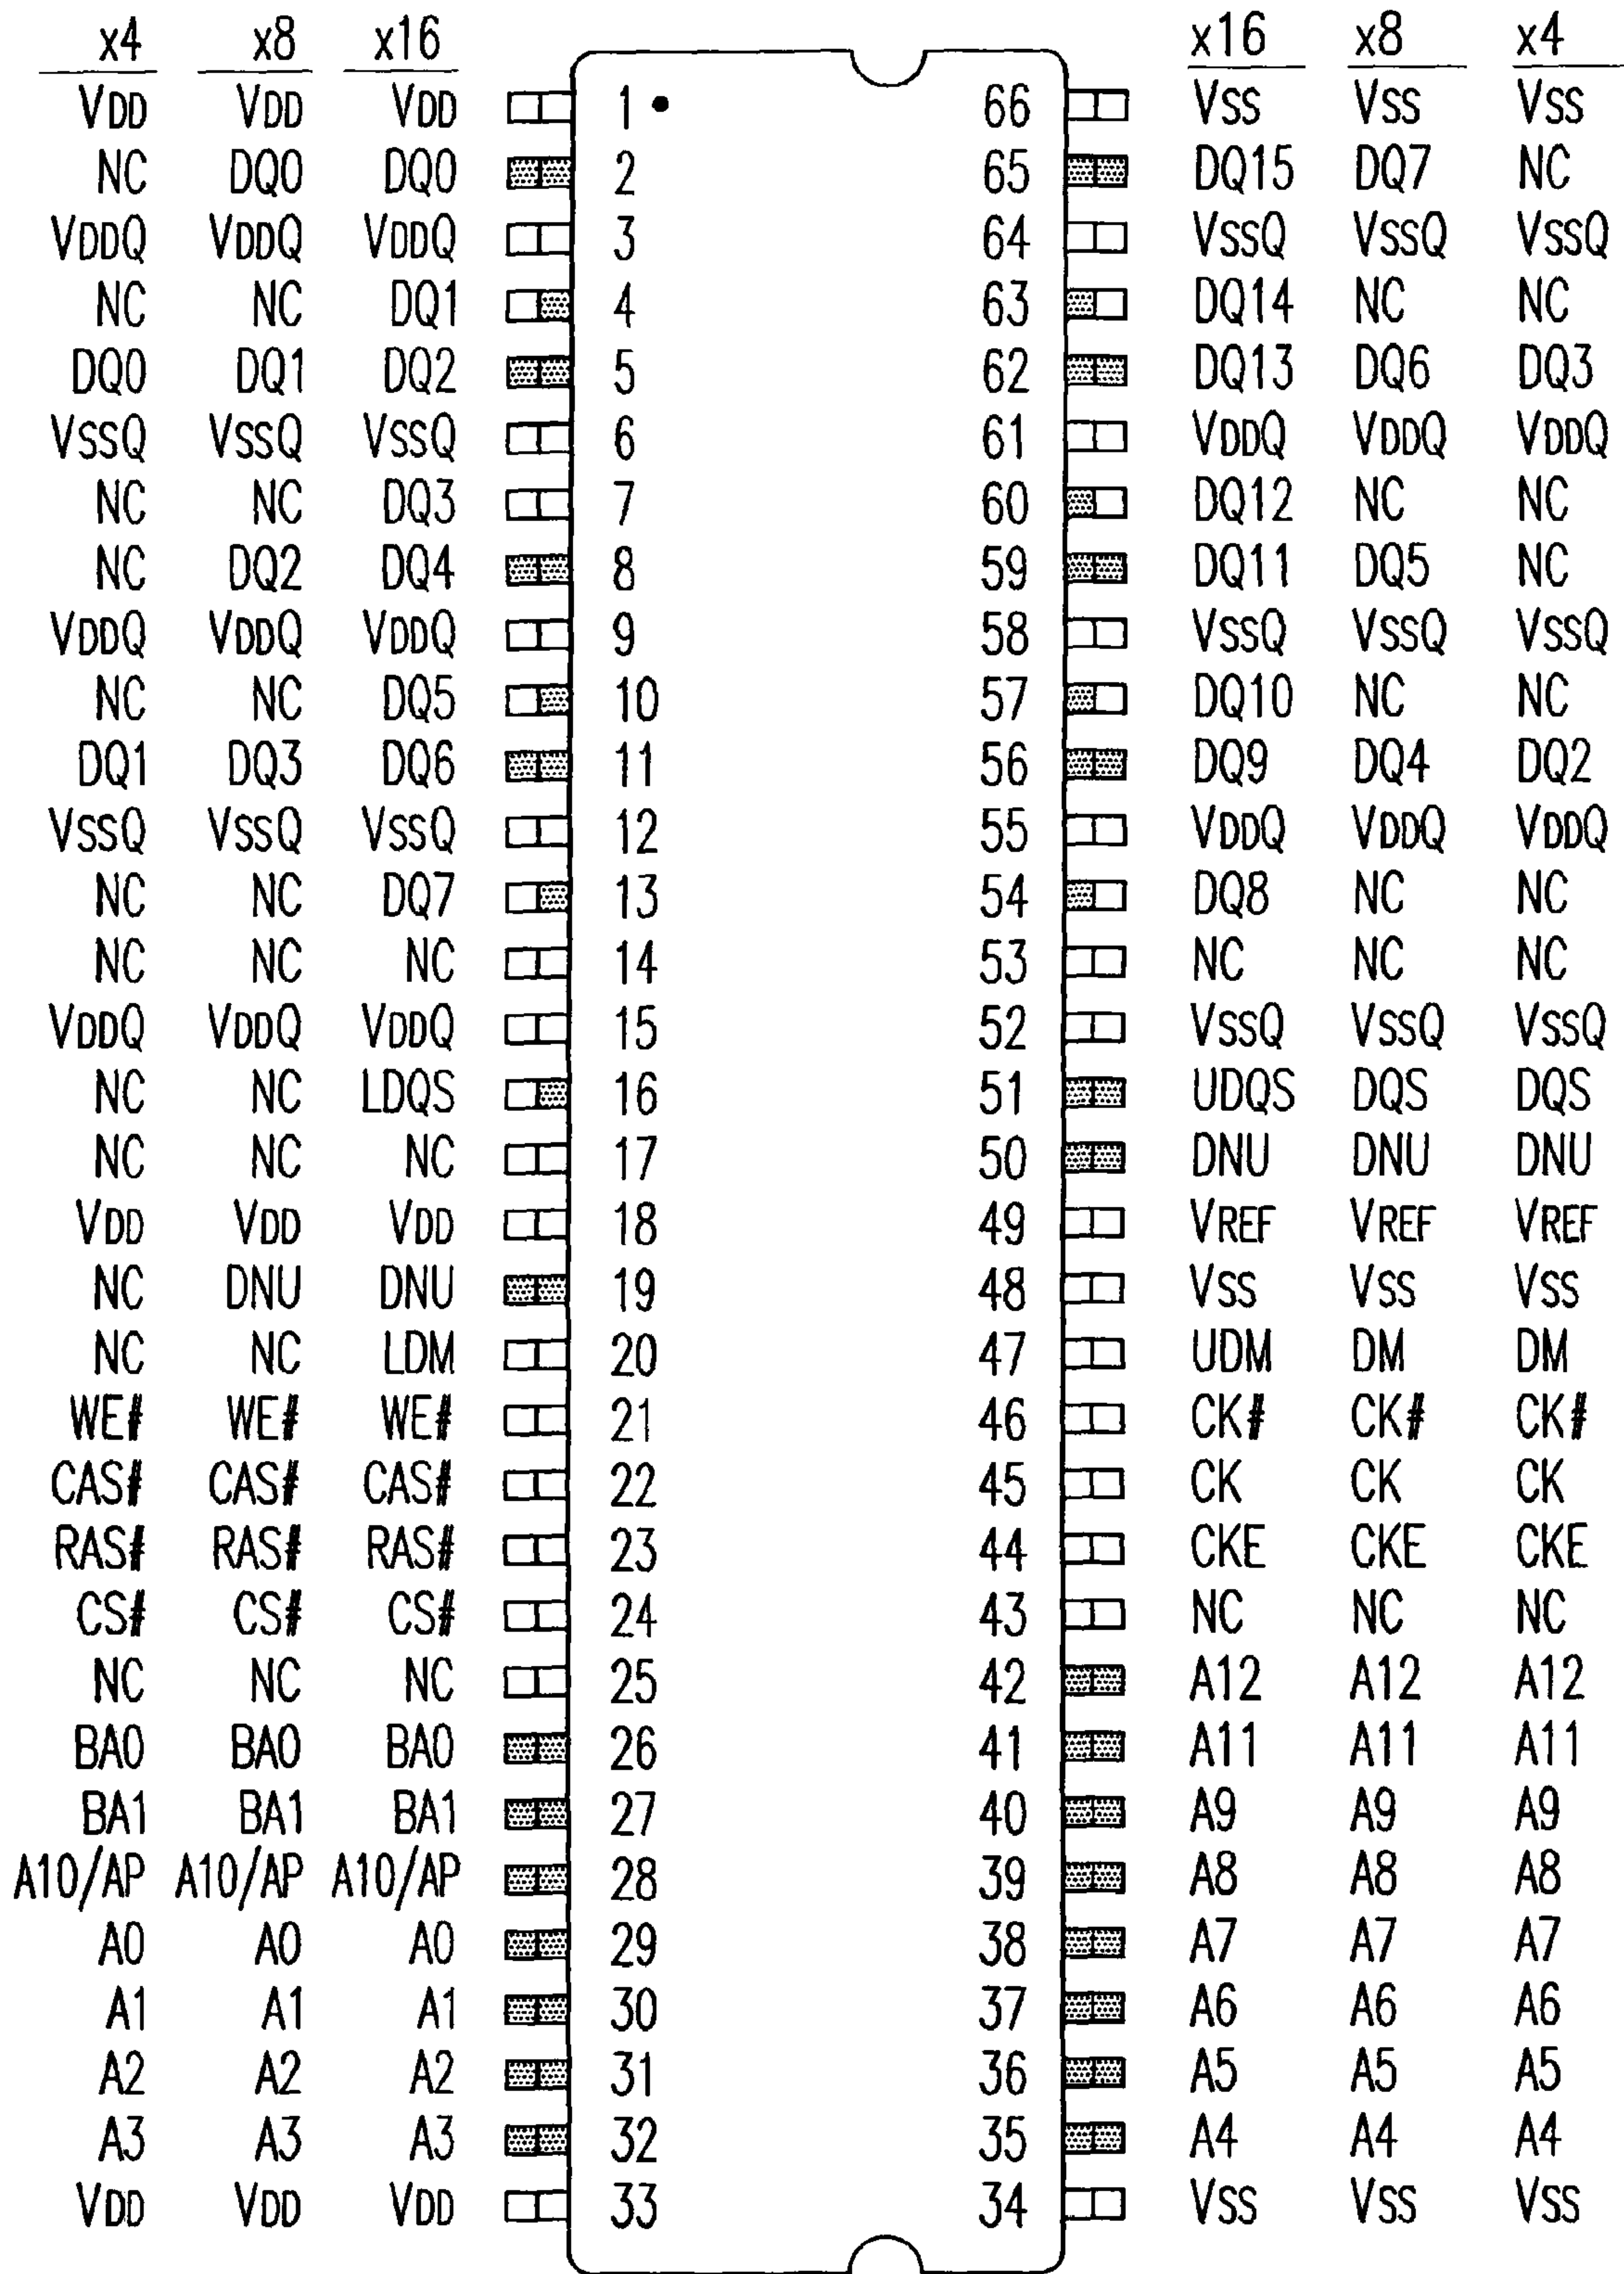 x4 x8 x16 x16 x8 x4
VDD VDD VDD 1 66 VSS VSS VSS
NC DQ0 DQ0 2 65 DQ15 DQ7 NC
VDDQ VDDQ VDDQ 3 64 VSSQ VSSQ VSSQ
NC NC DQ1 4 63 DQ14 NC NC
DQ0 DQ1 DQ2 5 62 DQ13 DQ6 DQ3
VSSQ VSSQ VSSQ 6 61 VDDQ VDDQ VDDQ
NC NC DQ3 7 60 DQ12 NC NC
NC DQ2 DQ4 8 59 DQ11 DQ5 NC
VDDQ VDDQ VDDQ 9 58 VSSQ VSSQ VSSQ
NC NC DQ5 10 57 DQ10 NC NC
DQ1 DQ3 DQ6 11 56 DQ9 DQ4 DQ2
VSSQ VSSQ VSSQ 12 55 VDDQ VDDQ VDDQ
NC NC DQ7 13 54 DQ8 NC NC
NC NC NC 14 53 NC NC NC
VDDQ VDDQ VDDQ 15 52 VSSQ VSSQ VSSQ
NC NC LDQS 16 51 UDQS DQS DQS
NC NC NC 17 50 DNU DNU DNU
VDD VDD VDD 18 49 VREF VREF VREF
NC DNU DNU 19 48 VSS VSS VSS
NC NC LDM 20 47 UDM DM DM
WE# WE# WE# 21 46 CK# CK# CK#
CAS# CAS# CAS# 22 45 CK CK CK
RAS# RAS# RAS# 23 44 CKE CKE CKE
CS# CS# CS# 24 43 NC NC NC
NC NC NC 25 42 A12 A12 A12
BA0 BA0 BA0 26 41 A11 A11 A11
BA1 BA1 BA1 27 40 A9 A9 A9
A10/AP A10/AP A10/AP 28 39 A8 A8 A8
A0 A0 A0 29 38 A7 A7 A7
A1 A1 A1 30 37 A6 A6 A6
A2 A2 A2 31 36 A5 A5 A5
A3 A3 A3 32 35 A4 A4 A4
VDD VDD VDD 33 34 VSS VSS VSS